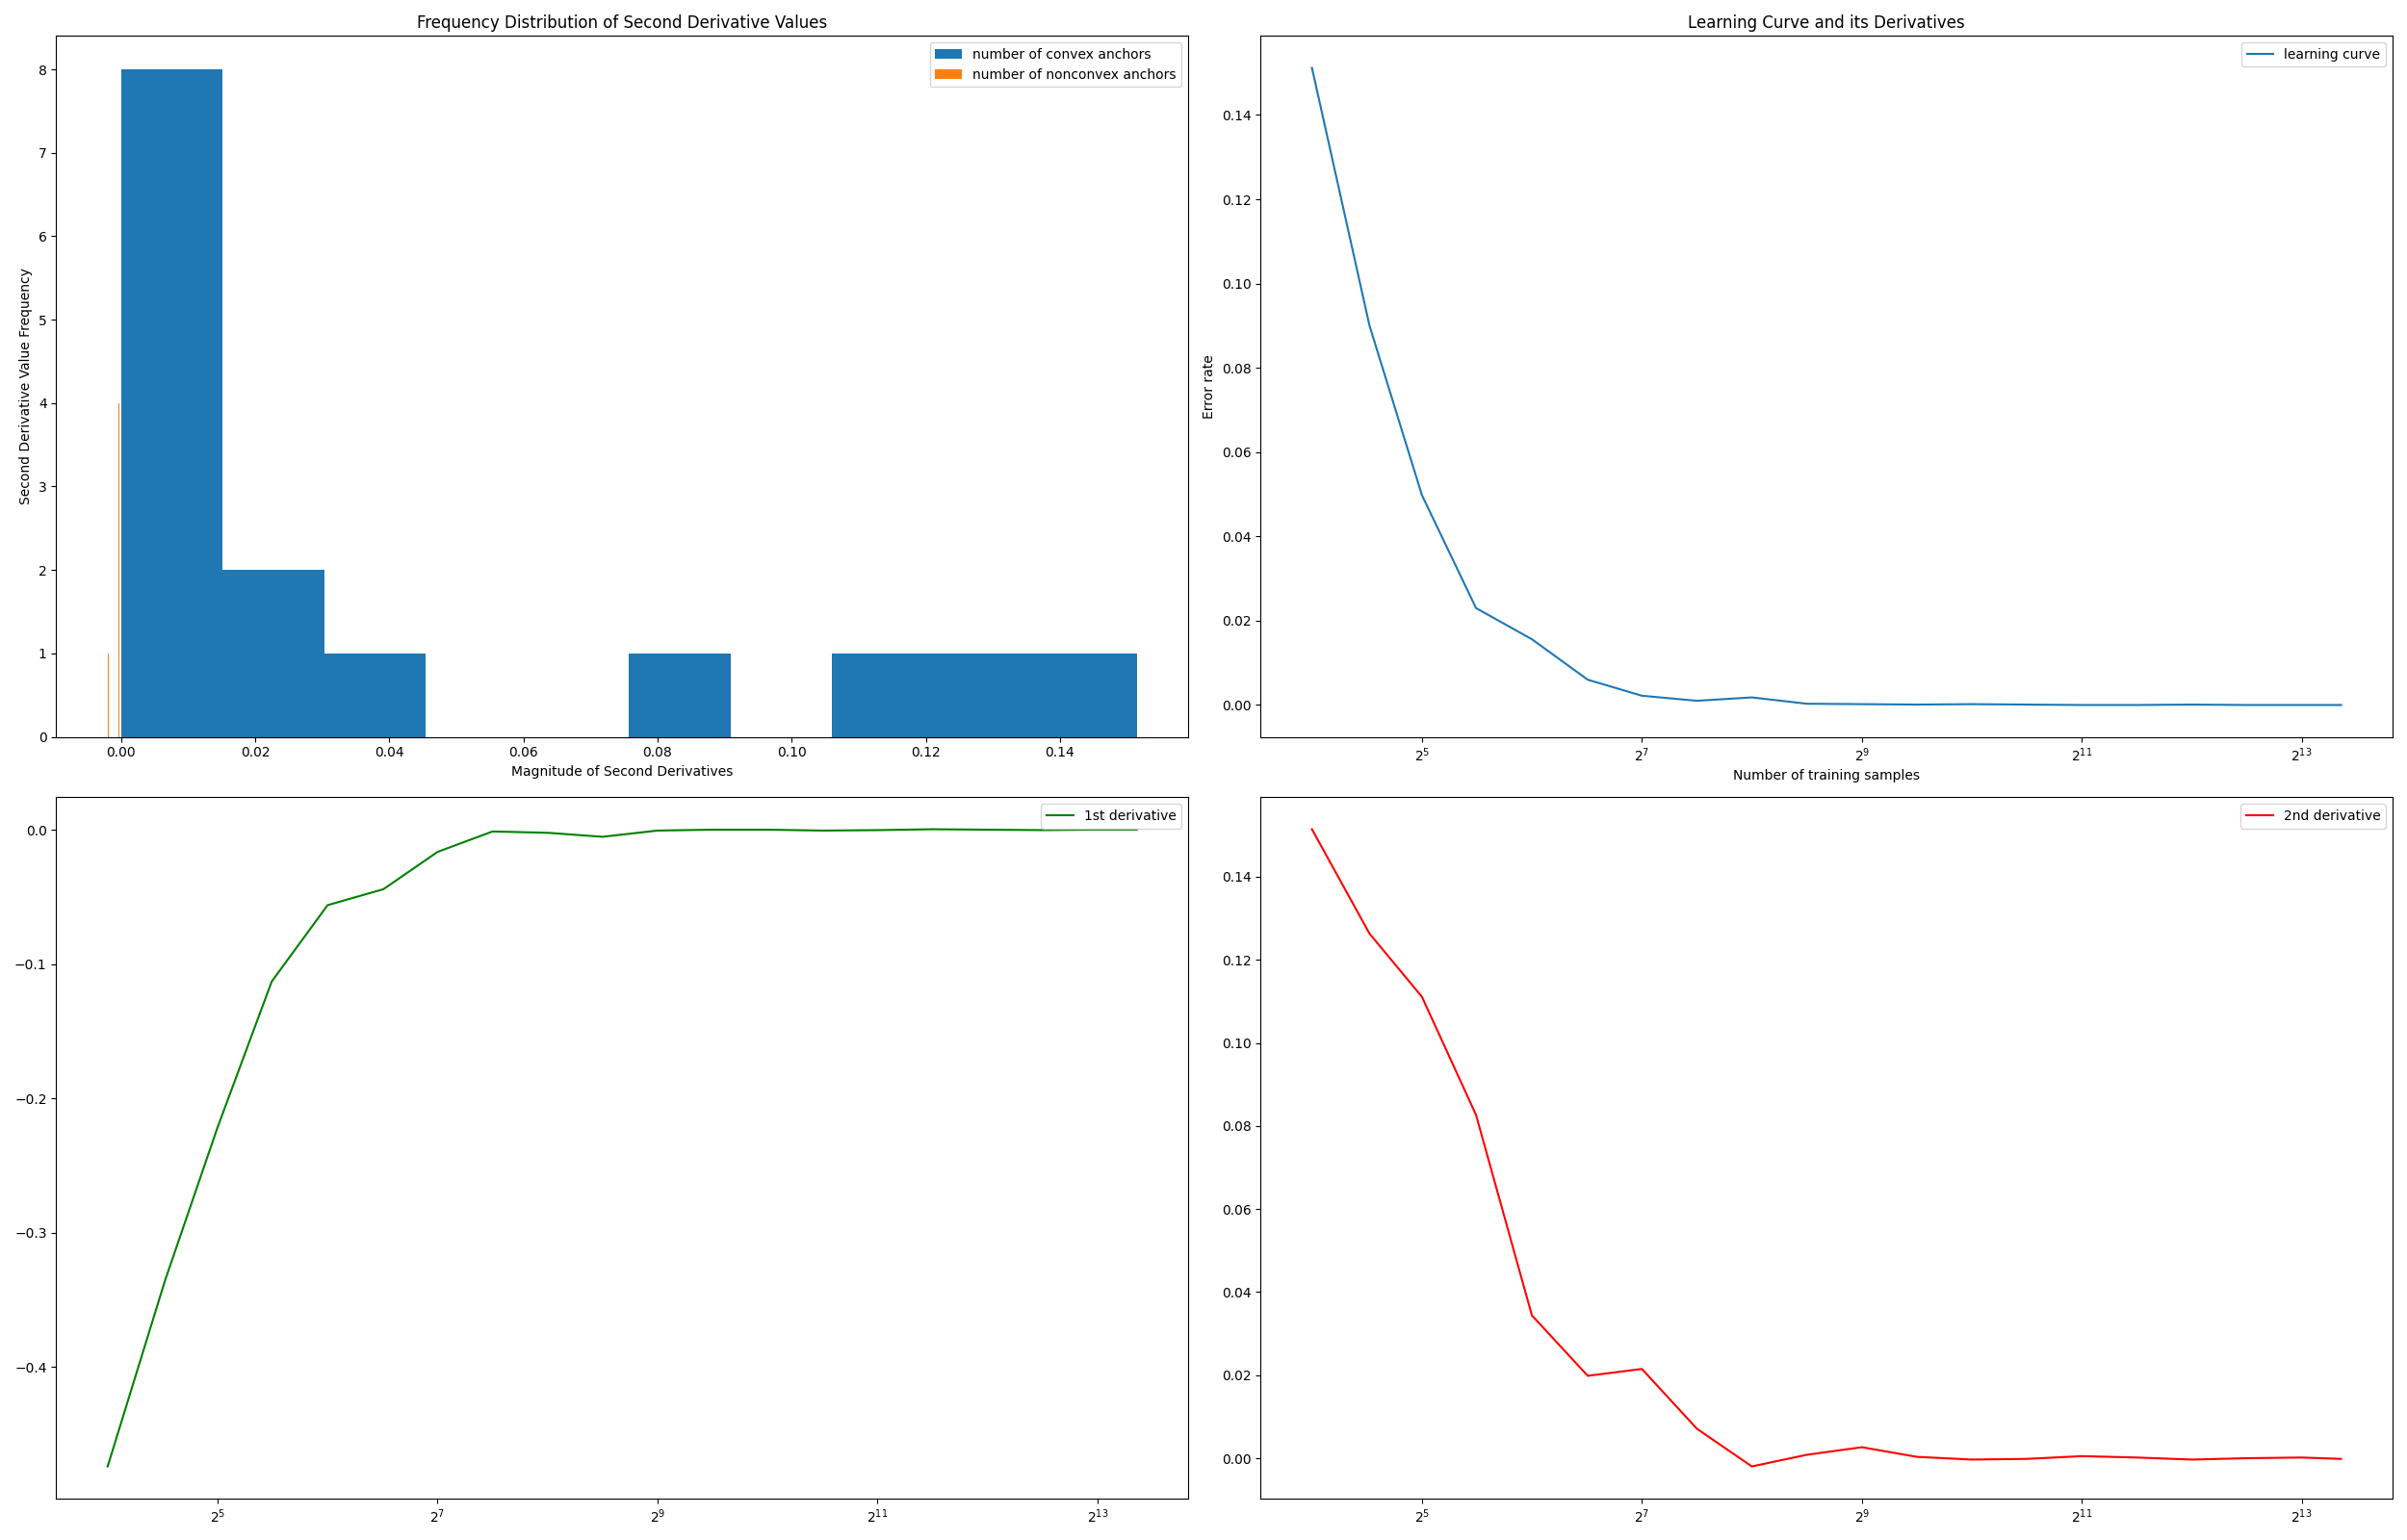 Frequency Distribution of Second Derivative Values
number of convex anchors
number of nonconvex anchors
8
7
6
5
4
3
2
1
0
Second Derivative Value Frequency
0.00 0.02 0.04 0.06 0.08 0.10 0.12 0.14
Magnitude of Second Derivatives
Learning Curve and its Derivatives
learning curve
0.14
0.12
0.10
0.08
0.06
0.04
0.02
0.00
Error rate
2^5 2^7 2^9 2^11 2^13
Number of training samples
1st derivative
0.0
−0.1
−0.2
−0.3
−0.4
2^5 2^7 2^9 2^11 2^13
2nd derivative
0.14
0.12
0.10
0.08
0.06
0.04
0.02
0.00
2^5 2^7 2^9 2^11 2^13